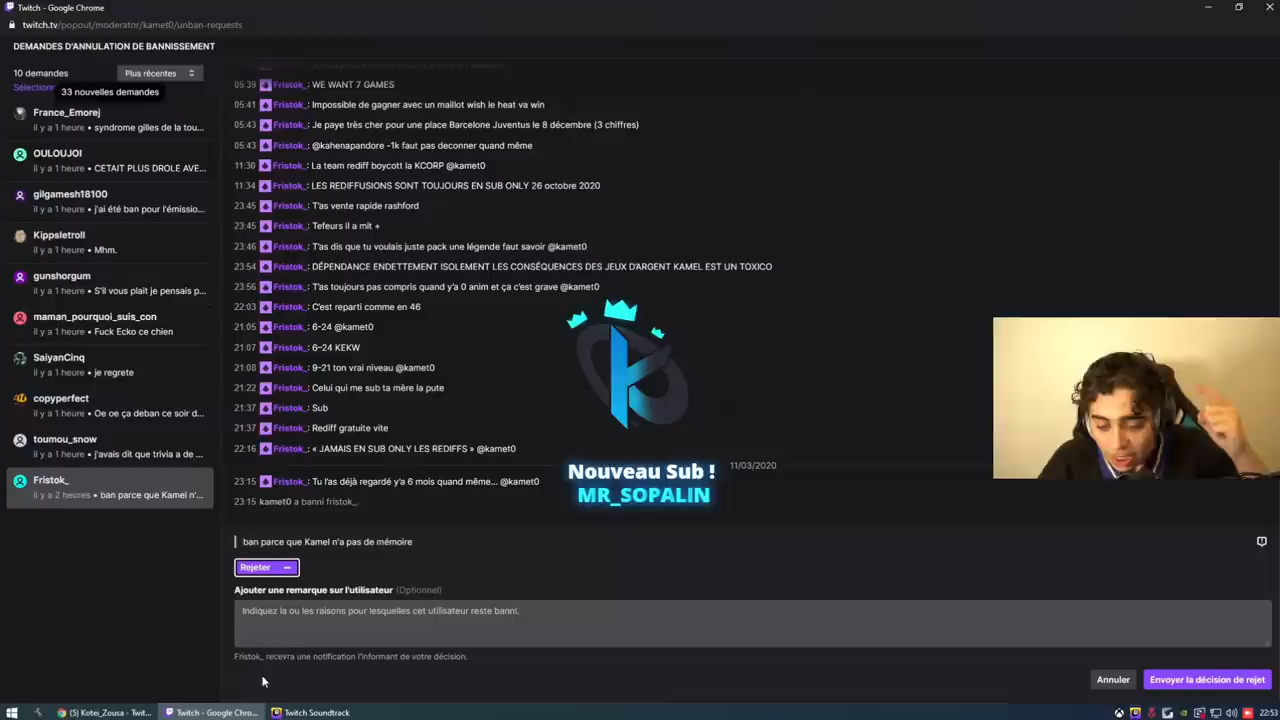 Twitch - Google Chrome
twitch.tv/popout/moderator/kamet0/unban-requests
DEMANDES D'ANNULATION DE BANNISSEMENT
10 demandes
Plus récentes
Sélection
33 nouvelles demandes
France_Emorej
il y a 1 heure • syndrome gilles de la tou...
OULOUJOI
il y a 1 heure • CETAIT PLUS DROLE AVE...
gilgamesh18100
il y a 1 heure • j'ai été ban pour l'émissio...
Kippsletroll
il y a 1 heure • Mhm.
gunshorgum
il y a 1 heure • S'il vous plait je pensais p...
maman_pourquoi_suis_con
il y a 1 heure • Fuck Ecko ce chien
SaiyanCinq
il y a 1 heure • je regrete
copyperfect
il y a 1 heure • Oe oe ça deban ce soir d...
toumou_snow
il y a 1 heure • j'avais dit que trivia a de ...
Fristok_
il y a 2 heures • ban parce que Kamel n'...
05:39 Fristok_: WE WANT 7 GAMES
05:41 Fristok_: Impossible de gagner avec un maillot wish le heat va win
05:43 Fristok_: Je paye très cher pour une place Barcelone Juventus le 8 décembre (3 chiffres)
05:43 Fristok_: @kahenapandore -1k faut pas deconner quand même
11:30 Fristok_: La team rediff boycott la KCORP @kamet0
11:34 Fristok_: LES REDIFFUSIONS SONT TOUJOURS EN SUB ONLY 26 octobre 2020
23:45 Fristok_: T'as vente rapide rashford
23:45 Fristok_: Tefeurs il a mit +
23:46 Fristok_: T'as dis que tu voulais juste pack une légende faut savoir @kamet0
23:54 Fristok_: DÉPENDANCE ENDETTEMENT ISOLEMENT LES CONSÉQUENCES DES JEUX D'ARGENT KAMEL EST UN TOXICO
23:56 Fristok_: T'as toujours pas compris quand y'a 0 anim et ça c'est grave @kamet0
22:03 Fristok_: C'est reparti comme en 46
21:05 Fristok_: 6-24 @kamet0
21:07 Fristok_: 6-24 KEKW
21:08 Fristok_: 9-21 ton vrai niveau @kamet0
21:22 Fristok_: Celui qui me sub ta mère la pute
21:37 Fristok_: Sub
21:37 Fristok_: Rediff gratuite vite
22:16 Fristok_: « JAMAIS EN SUB ONLY LES REDIFFS » @kamet0
11/03/2020
23:15 Fristok_: Tu l'as déjà regardé y'a 6 mois quand même... @kamet0
23:15 kamet0 a banni fristok_.
Nouveau Sub !
MR_SOPALIN
ban parce que Kamel n'a pas de mémoire
Rejeter
Ajouter une remarque sur l'utilisateur (Optionnel)
Indiquez la ou les raisons pour lesquelles cet utilisateur reste banni.
Fristok_ recevra une notification l'informant de votre décision.
Annuler
Envoyer la décision de rejet
(5) Kotei_Zousa - Twit...
Twitch - Google Chro...
Twitch Soundtrack
22:53